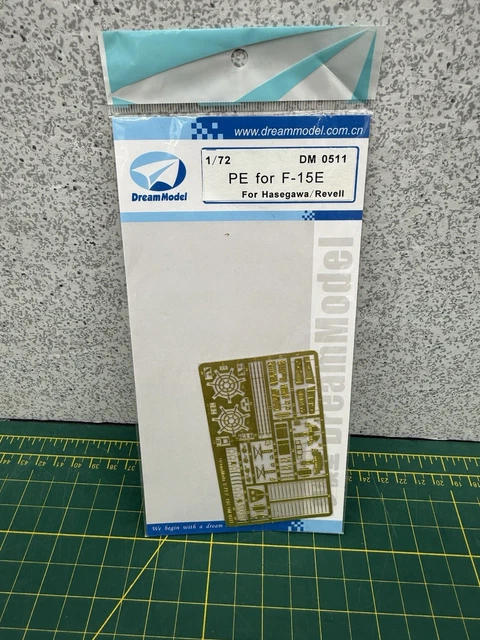 www.dreammodel.com.cn
1/72 DM 0511
PE for F-15E
For Hasegawa/Revell
DreamModel
DreamModel
We begin with a dream